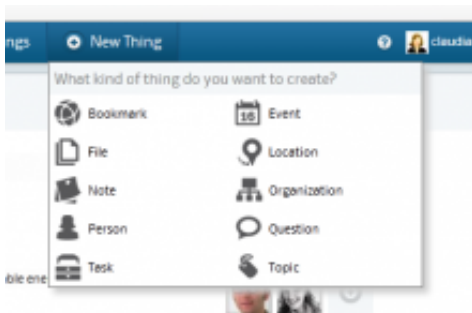 ngs New Thing claudia
What kind of thing do you want to create?
Bookmark
16 Event
File
Location
Note
Organization
Person
Question
Task
Topic
ble ene